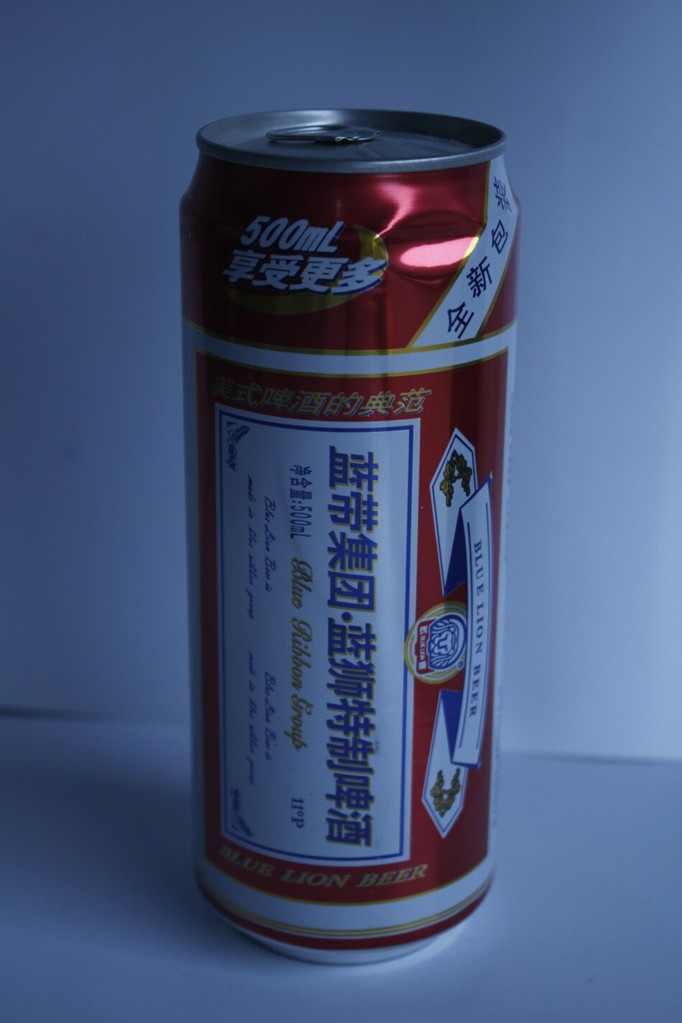 500mL
享受更多
全新包装
美式啤酒的典范
蓝带集团·蓝狮特制啤酒
净含量:500mL
Blue Ribbon Group
11°P
BLUE LION BEER
BLUE LION BEER